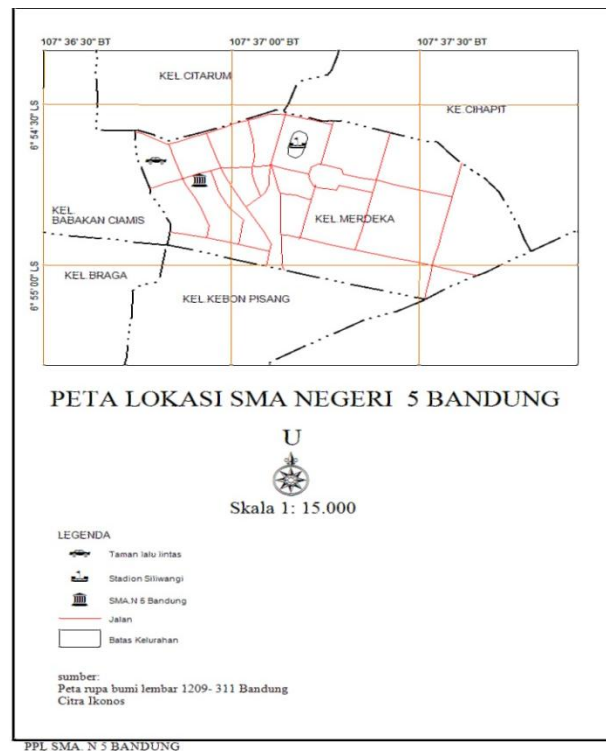 107° 36' 30" BT 107° 37' 00" BT 107° 37' 30" BT
KEL.CITARUM
6° 54'30" LS
KE.CIHAPIT
KEL.
BABAKAN CIAMIS
KEL.MERDEKA
KEL.BRAGA
6° 55'00" LS
KEL.KEBON PISANG
PETA LOKASI SMA NEGERI 5 BANDUNG
U
Skala 1: 15.000
LEGENDA
Taman lalu lintas
Stadion Siliwangi
SMA.N 5 Bandung
Jalan
Batas Kelurahan
sumber:
Peta rupa bumi lembar 1209- 311 Bandung
Citra Ikonos
PPL SMA. N 5 BANDUNG